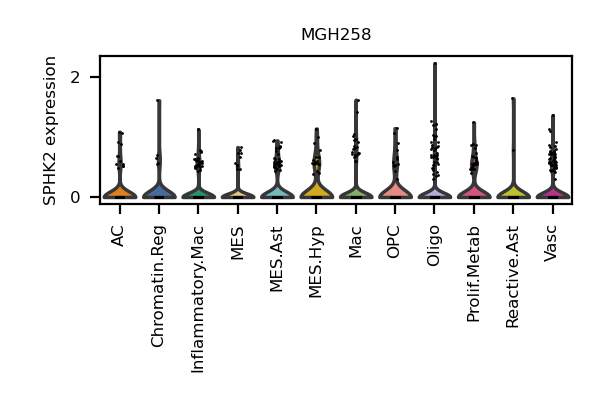 MGH258
SPHK2 expression
2
0
AC
Chromatin.Reg
Inflammatory.Mac
MES
MES.Ast
MES.Hyp
Mac
OPC
Oligo
Prolif.Metab
Reactive.Ast
Vasc